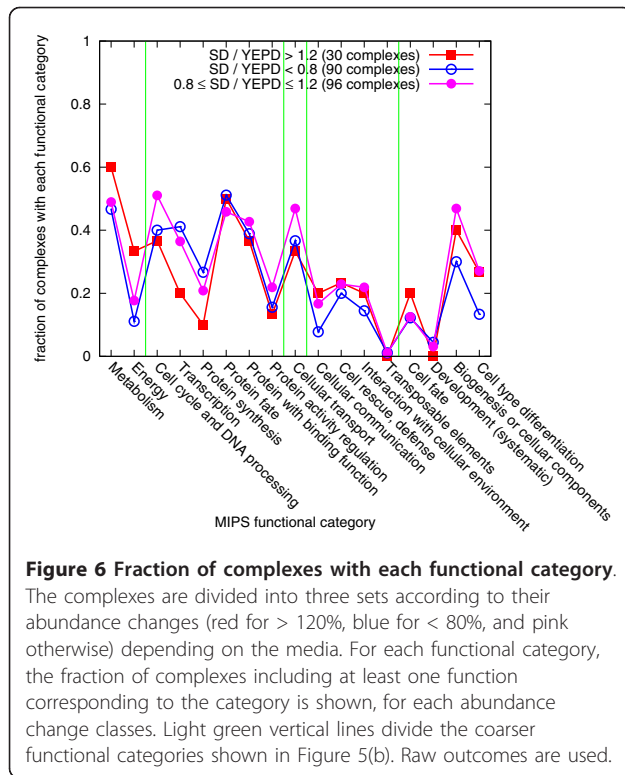 SD / YEPD > 1.2 (30 complexes)
SD / YEPD < 0.8 (90 complexes)
0.8 ≤ SD / YEPD ≤ 1.2 (96 complexes)
fraction of complexes with each functional category
1
0.8
0.6
0.4
0.2
0
Metabolism
Energy
Cell cycle and DNA processing
Transcription
Protein synthesis
Protein fate
Protein with binding function
Protein activity regulation
Cellular transport
Cellular communication
Cell rescue, defense
Interaction with cellular environment
Transposable elements
Cell fate
Development (systematic)
Biogenesis or cellular components
Cell type differentiation
MIPS functional category
Figure 6 Fraction of complexes with each functional category.
The complexes are divided into three sets according to their
abundance changes (red for > 120%, blue for < 80%, and pink
otherwise) depending on the media. For each functional category,
the fraction of complexes including at least one function
corresponding to the category is shown, for each abundance
change classes. Light green vertical lines divide the coarser
functional categories shown in Figure 5(b). Raw outcomes are used.